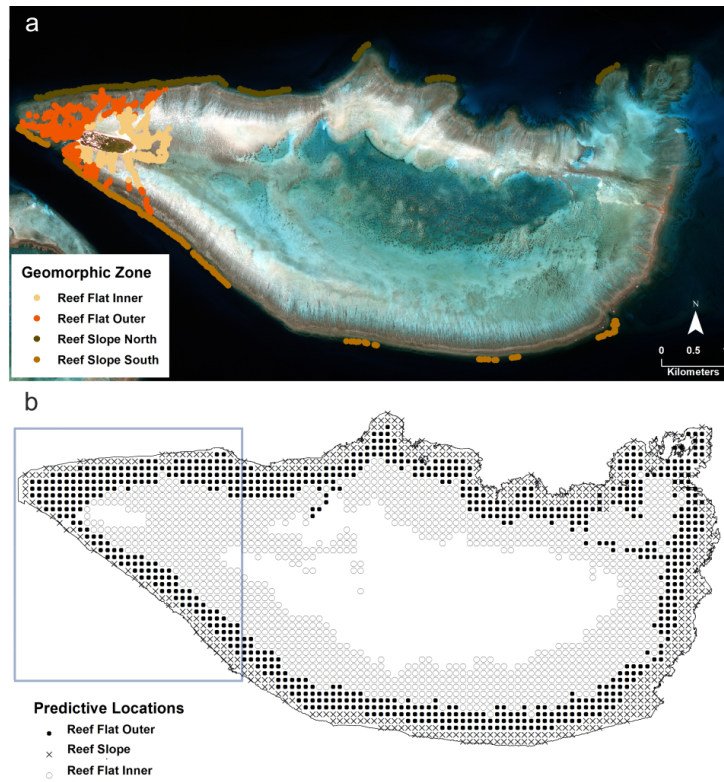 a
Geomorphic Zone
Reef Flat Inner
Reef Flat Outer
Reef Slope North
Reef Slope South
N
0 0.5
Kilometers
b
Predictive Locations
Reef Flat Outer
Reef Slope
Reef Flat Inner